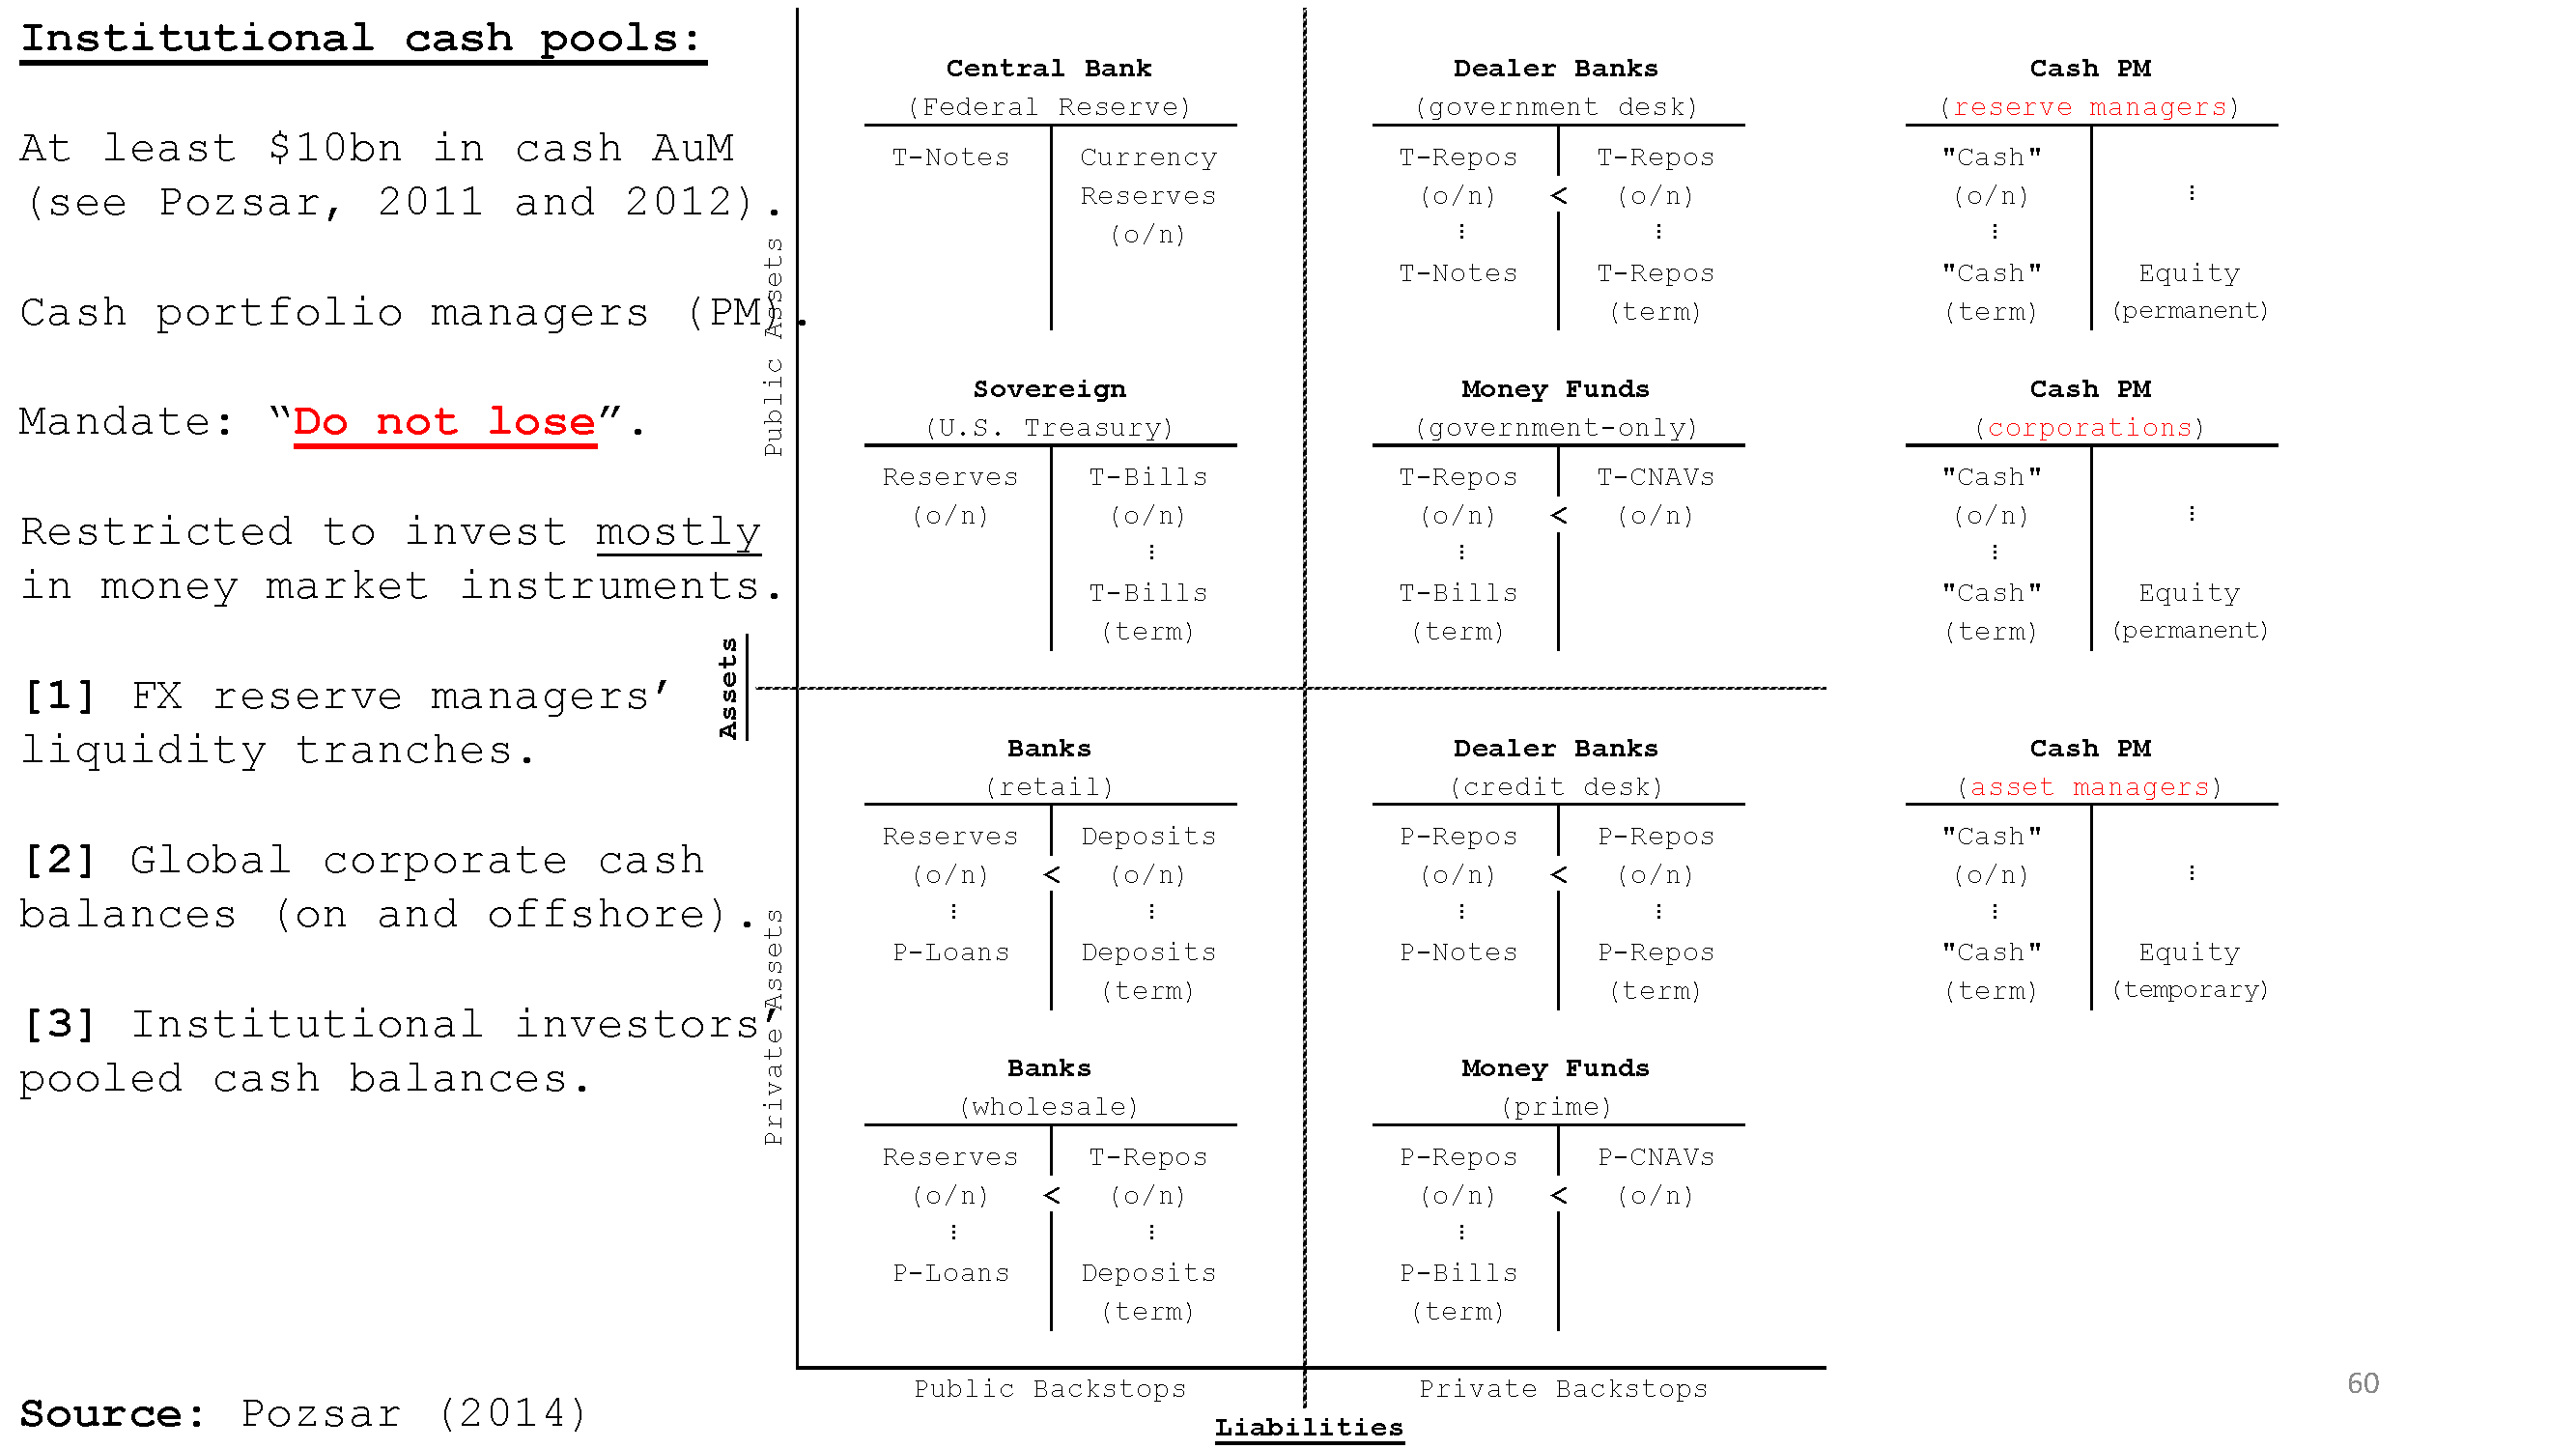 Institutional cash pools:
At least $10bn in cash AuM
(see Pozsar, 2011 and 2012).
Cash portfolio managers (PM).
Mandate: “Do not lose”.
Restricted to invest mostly
in money market instruments.
[1] FX reserve managers’
liquidity tranches.
[2] Global corporate cash
balances (on and offshore).
[3] Institutional investors’
pooled cash balances.
Source: Pozsar (2014)
Assets
Public Assets
Private Assets
Central Bank
(Federal Reserve)
T-Notes Currency
Reserves
(o/n)
Dealer Banks
(government desk)
T-Repos T-Repos
(o/n) < (o/n)
⋮ ⋮
T-Notes T-Repos
(term)
Cash PM
(reserve managers)
"Cash"
(o/n) ⋮
⋮
"Cash" Equity
(term) (permanent)
Sovereign
(U.S. Treasury)
Reserves T-Bills
(o/n) (o/n)
⋮
T-Bills
(term)
Money Funds
(government-only)
T-Repos T-CNAVs
(o/n) < (o/n)
⋮
T-Bills
(term)
Cash PM
(corporations)
"Cash"
(o/n) ⋮
⋮
"Cash" Equity
(term) (permanent)
Banks
(retail)
Reserves Deposits
(o/n) < (o/n)
⋮ ⋮
P-Loans Deposits
(term)
Dealer Banks
(credit desk)
P-Repos P-Repos
(o/n) < (o/n)
⋮ ⋮
P-Notes P-Repos
(term)
Cash PM
(asset managers)
"Cash"
(o/n) ⋮
⋮
"Cash" Equity
(term) (temporary)
Banks
(wholesale)
Reserves T-Repos
(o/n) < (o/n)
⋮ ⋮
P-Loans Deposits
(term)
Money Funds
(prime)
P-Repos P-CNAVs
(o/n) < (o/n)
⋮
P-Bills
(term)
Public Backstops Private Backstops
Liabilities
60